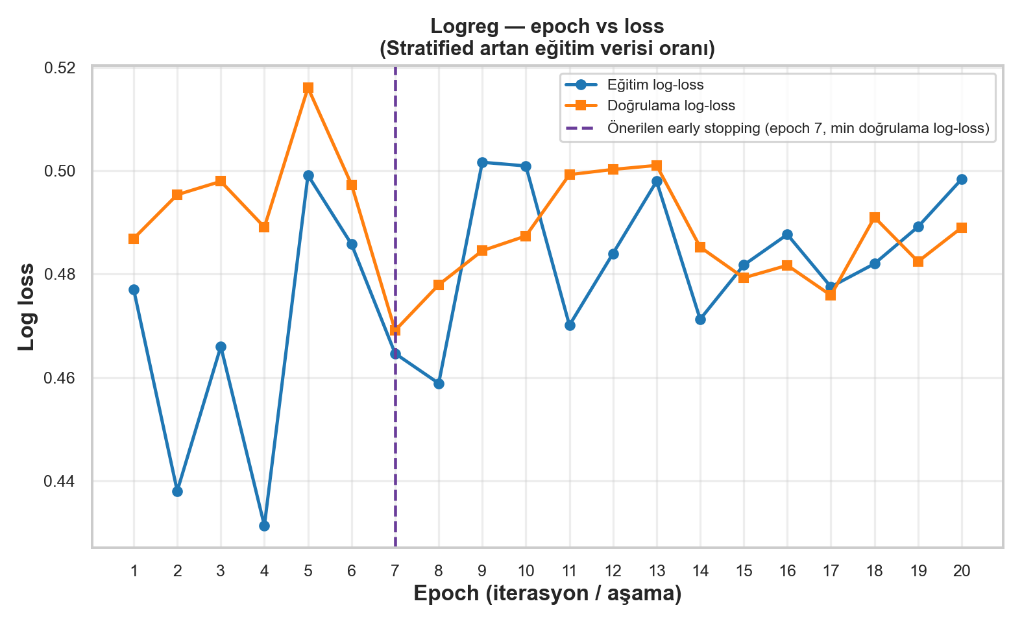 Logreg — epoch vs loss
(Stratified artan eğitim verisi oranı)
Eğitim log-loss
Doğrulama log-loss
Önerilen early stopping (epoch 7, min doğrulama log-loss)
Log loss
0.52
0.50
0.48
0.46
0.44
1 2 3 4 5 6 7 8 9 10 11 12 13 14 15 16 17 18 19 20
Epoch (iterasyon / aşama)